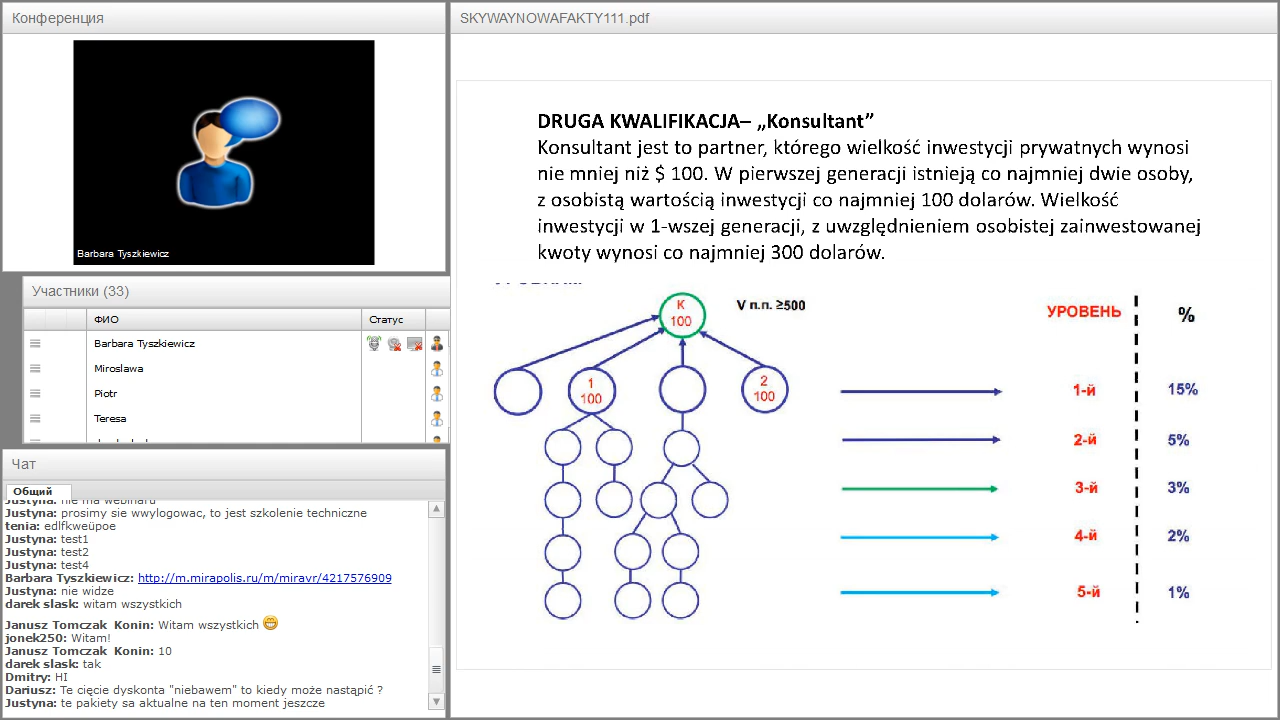 Конференция
Barbara Tyszkiewicz
Участники (33)
ФИО
Статус
Barbara Tyszkiewicz
Miroslawa
Piotr
Teresa
Чат
Общий
Justyna: nie ma webinaru
Justyna: prosimy sie wwylogowac, to jest szkolenie techniczne
tenia: edlfkweüpoe
Justyna: test1
Justyna: test2
Justyna: test4
Barbara Tyszkiewicz: http://m.mirapolis.ru/m/miravr/4217576909
Justyna: nie widze
darek slask: witam wszystkich
Janusz Tomczak Konin: Witam wszystkich
jonek250: Witam!
Janusz Tomczak Konin: 10
darek slask: tak
Dmitry: HI
Dariusz: Te cięcie dyskonta "niebawem" to kiedy może nastąpić ?
Justyna: te pakiety sa aktualne na ten moment jeszcze
SKYWAYNOWAFAKTY111.pdf
DRUGA KWALIFIKACJA– „Konsultant”
Konsultant jest to partner, którego wielkość inwestycji prywatnych wynosi
nie mniej niż $ 100. W pierwszej generacji istnieją co najmniej dwie osoby,
z osobistą wartością inwestycji co najmniej 100 dolarów. Wielkość
inwestycji w 1-wszej generacji, z uwzględnieniem osobistej zainwestowanej
kwoty wynosi co najmniej 300 dolarów.
К
100
V п.п. ≥500
УРОВЕНЬ
%
1
100
2
100
1-й
15%
2-й
5%
3-й
3%
4-й
2%
5-й
1%